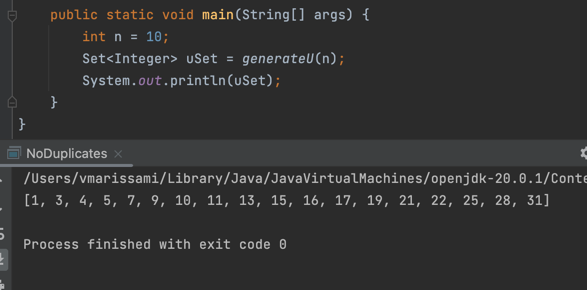 public static void main(String[] args) {
int n = 10;
Set<Integer> uSet = generateU(n);
System.out.println(uSet);
}
}
NoDuplicates ×
/Users/vmarissami/Library/Java/JavaVirtualMachines/openjdk-20.0.1/Conte
[1, 3, 4, 5, 7, 9, 10, 11, 13, 15, 16, 17, 19, 21, 22, 25, 28, 31]
Process finished with exit code 0